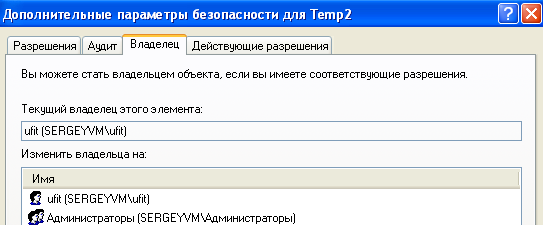 Дополнительные параметры безопасности для Temp2
Разрешения Аудит Владелец Действующие разрешения
Вы можете стать владельцем объекта, если вы имеете соответствующие разрешения.
Текущий владелец этого элемента:
ufit (SERGEYVM\ufit)
Изменить владельца на:
Имя
ufit (SERGEYVM\ufit)
Администраторы (SERGEYVM\Администраторы)